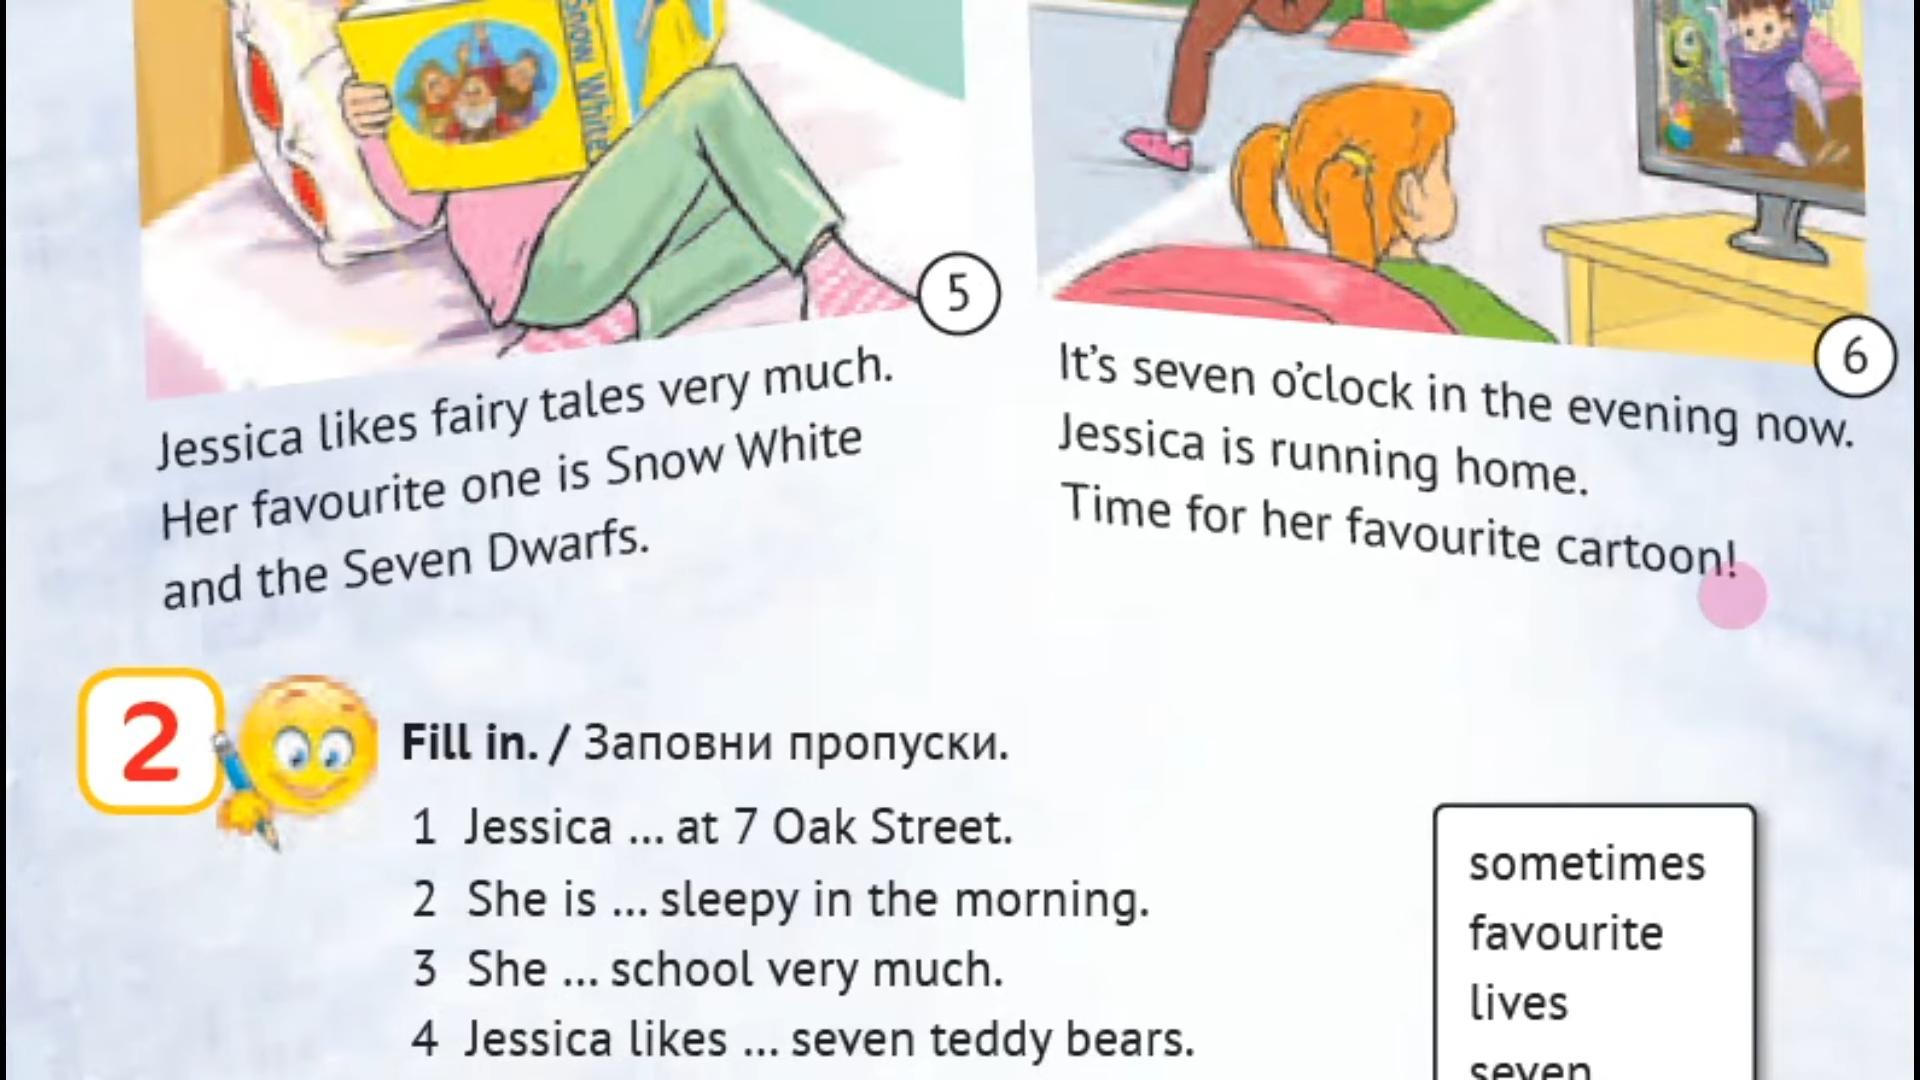 Snow White
5
Jessica likes fairy tales very much.
Her favourite one is Snow White
and the Seven Dwarfs.
6
It's seven o'clock in the evening now.
Jessica is running home.
Time for her favourite cartoon!
2
Fill in. / Заповни пропуски.
1 Jessica ... at 7 Oak Street.
2 She is ... sleepy in the morning.
3 She ... school very much.
4 Jessica likes ... seven teddy bears.
sometimes
favourite
lives
seven